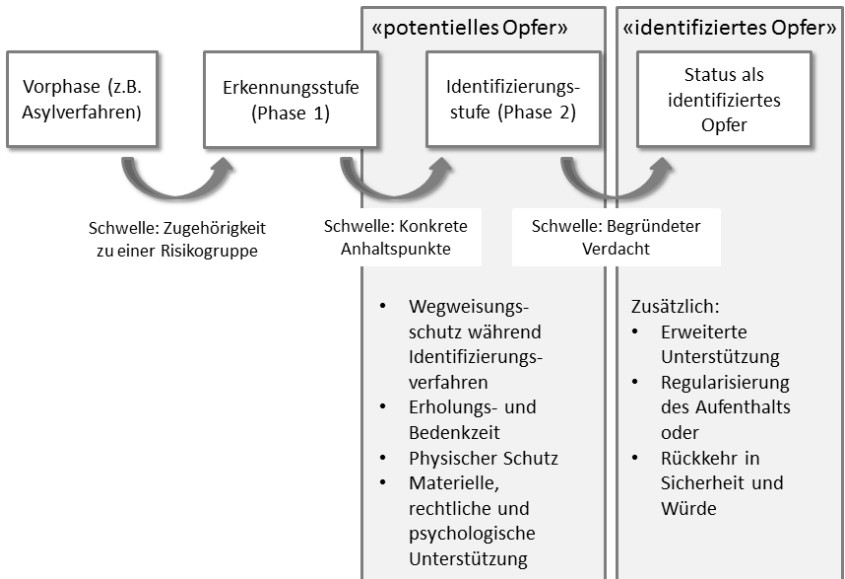 «potentielles Opfer»
«identifiziertes Opfer»
Vorphase (z.B.
Asylverfahren)
Erkennungsstufe
(Phase 1)
Identifizierungs-
stufe (Phase 2)
Status als
identifiziertes
Opfer
Schwelle: Zugehörigkeit
zu einer Risikogruppe
Schwelle: Konkrete
Anhaltspunkte
Schwelle: Begründeter
Verdacht
• Wegweisungs-
schutz während
Identifizierungs-
verfahren
• Erholungs- und
Bedenkzeit
• Physischer Schutz
• Materielle,
rechtliche und
psychologische
Unterstützung
Zusätzlich:
• Erweiterte
Unterstützung
• Regularisierung
des Aufenthalts
oder
• Rückkehr in
Sicherheit und
Würde